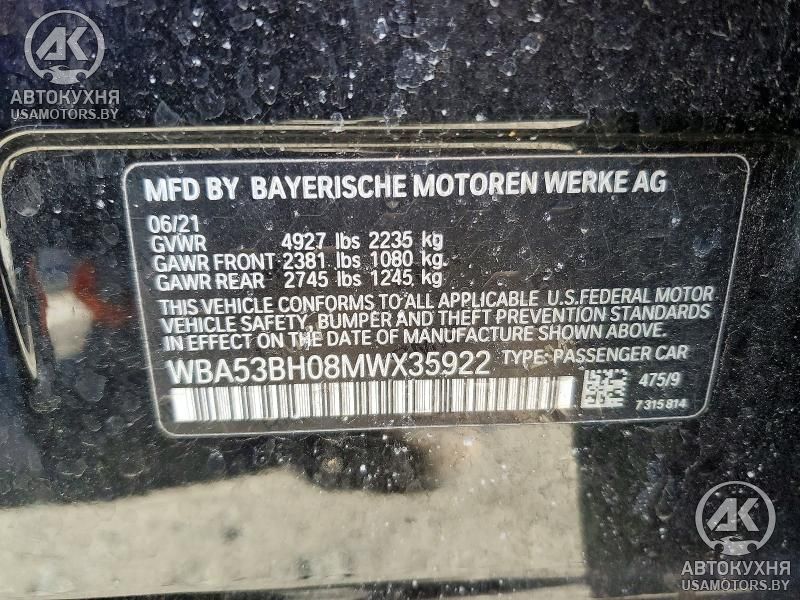 AK
АВТОКУХНЯ
USAMOTORS.BY
MFD BY BAYERISCHE MOTOREN WERKE AG
06/21
GVWR 4927 lbs 2235 kg
GAWR FRONT 2381 lbs 1080 kg
GAWR REAR 2745 lbs 1245 kg
THIS VEHICLE CONFORMS TO ALL APPLICABLE U.S.FEDERAL MOTOR
VEHICLE SAFETY, BUMPER AND THEFT PREVENTION STANDARDS
IN EFFECT ON THE DATE OF MANUFACTURE SHOWN ABOVE.
WBA53BH08MWX35922 TYPE: PASSENGER CAR
475/9
7 315 814
AK
АВТОКУХНЯ
USAMOTORS.BY